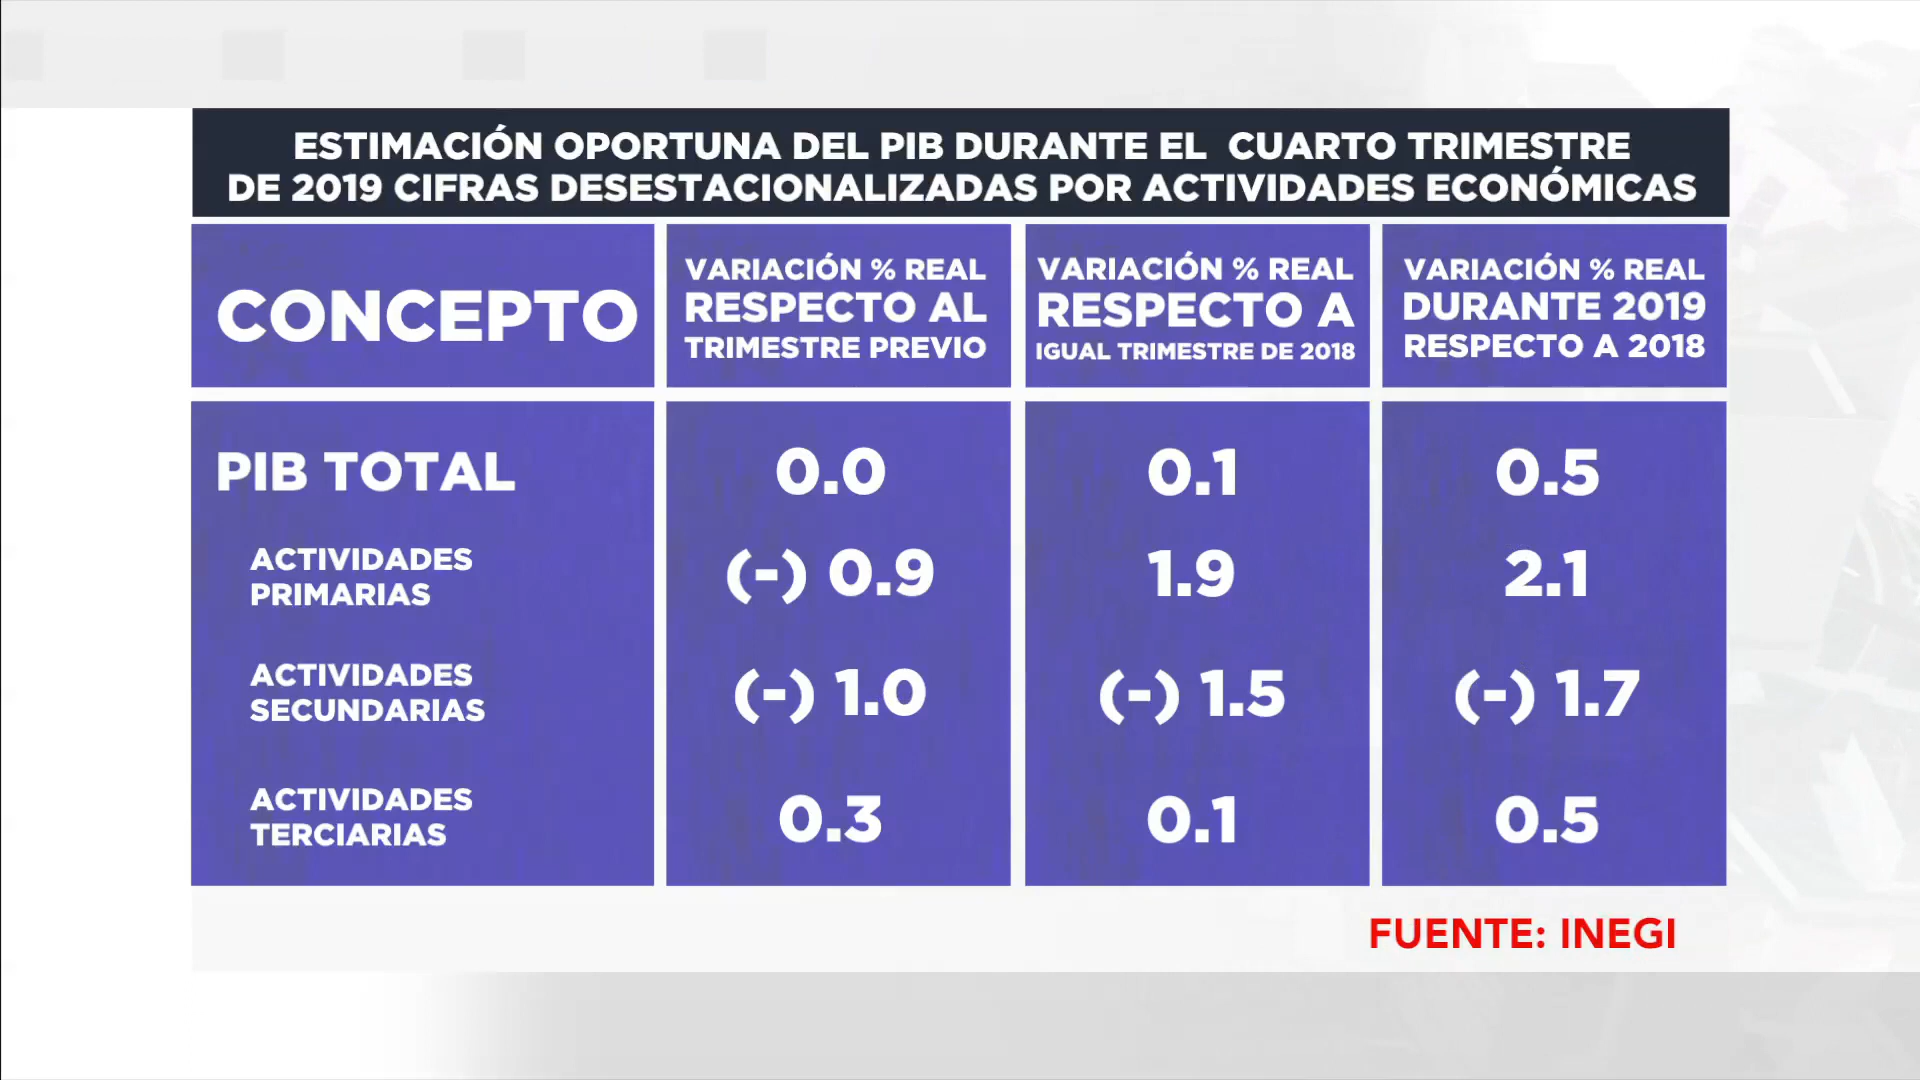 ESTIMACIÓN OPORTUNA DEL PIB DURANTE EL CUARTO TRIMESTRE
DE 2019 CIFRAS DESESTACIONALIZADAS POR ACTIVIDADES ECONÓMICAS
CONCEPTO
VARIACIÓN % REAL
RESPECTO AL
TRIMESTRE PREVIO
VARIACIÓN % REAL
RESPECTO A
IGUAL TRIMESTRE DE 2018
VARIACIÓN % REAL
DURANTE 2019
RESPECTO A 2018
PIB TOTAL 0.0 0.1 0.5
ACTIVIDADES
PRIMARIAS
(-) 0.9 1.9 2.1
ACTIVIDADES
SECUNDARIAS
(-) 1.0 (-) 1.5 (-) 1.7
ACTIVIDADES
TERCIARIAS
0.3 0.1 0.5
FUENTE: INEGI